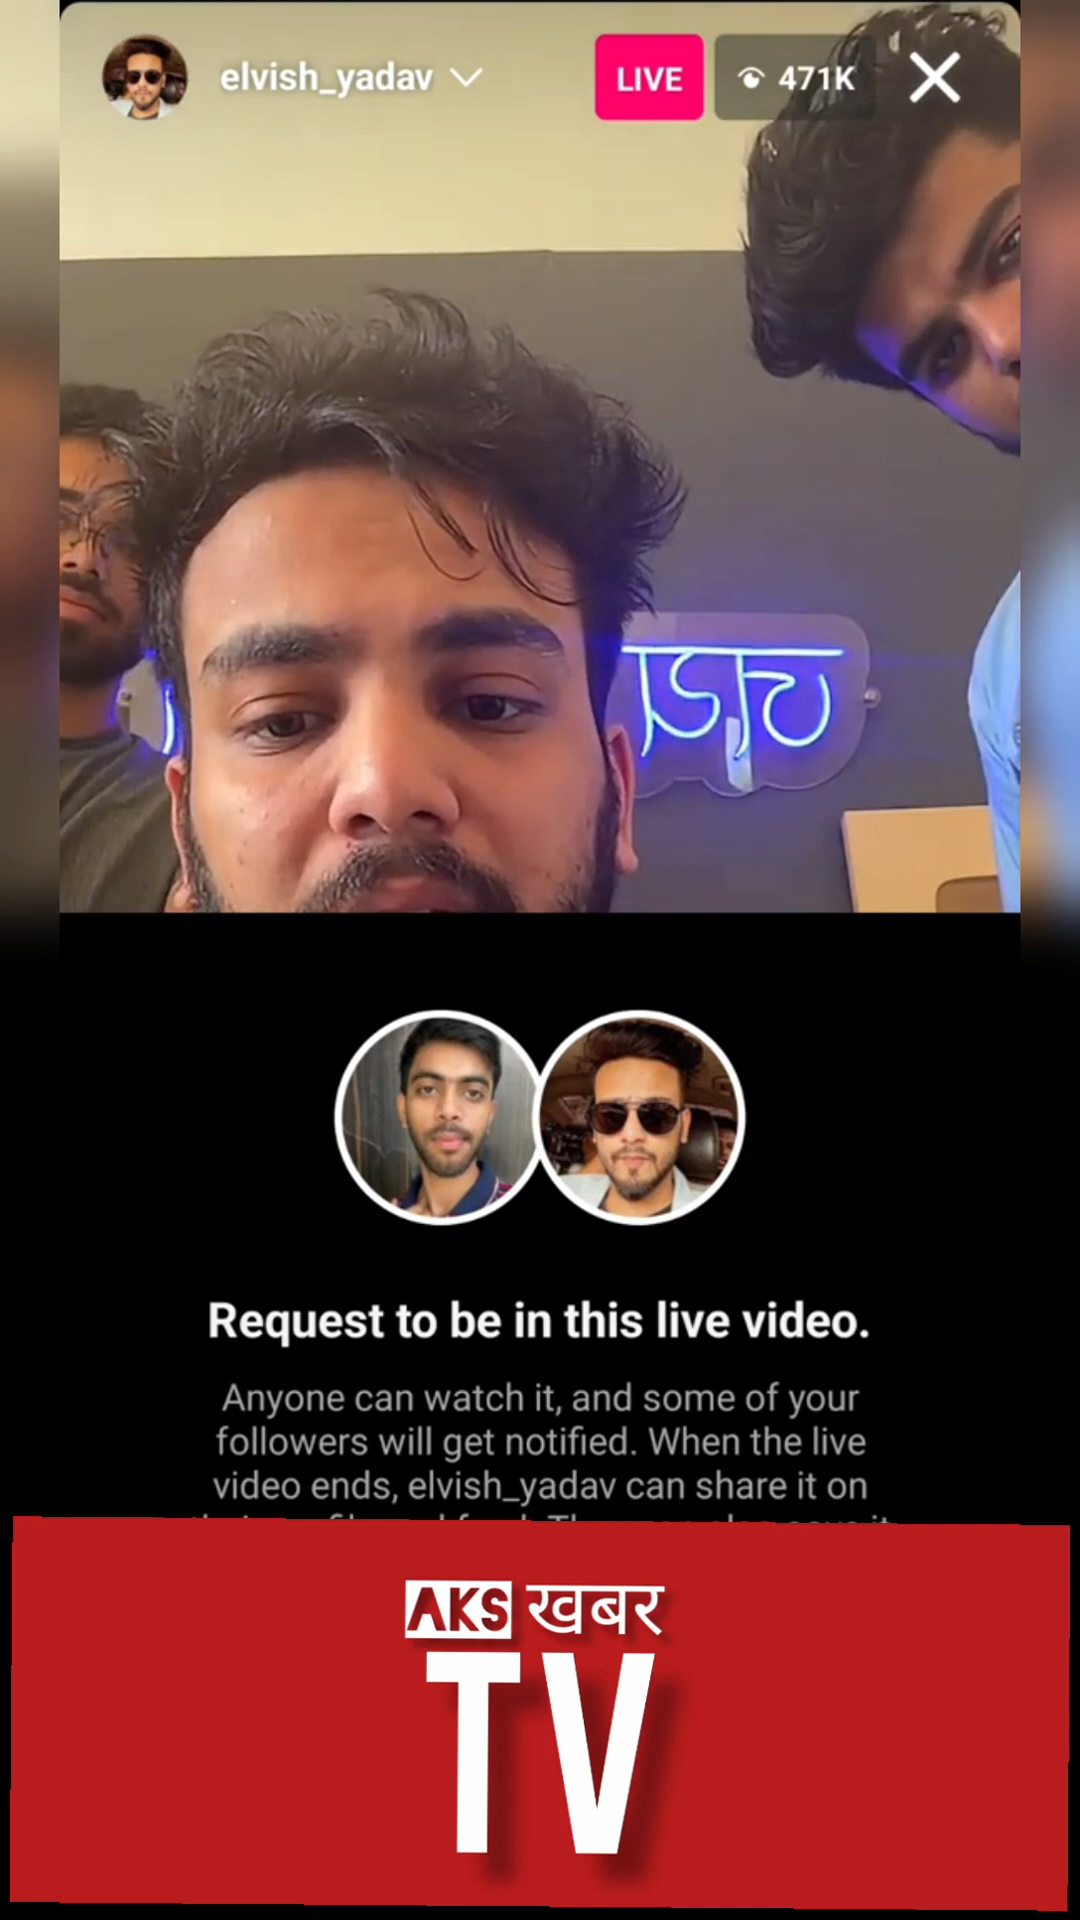 elvish_yadav
LIVE
471K
Request to be in this live video.
Anyone can watch it, and some of your
followers will get notified. When the live
video ends, elvish_yadav can share it on
AKS खबर
TV